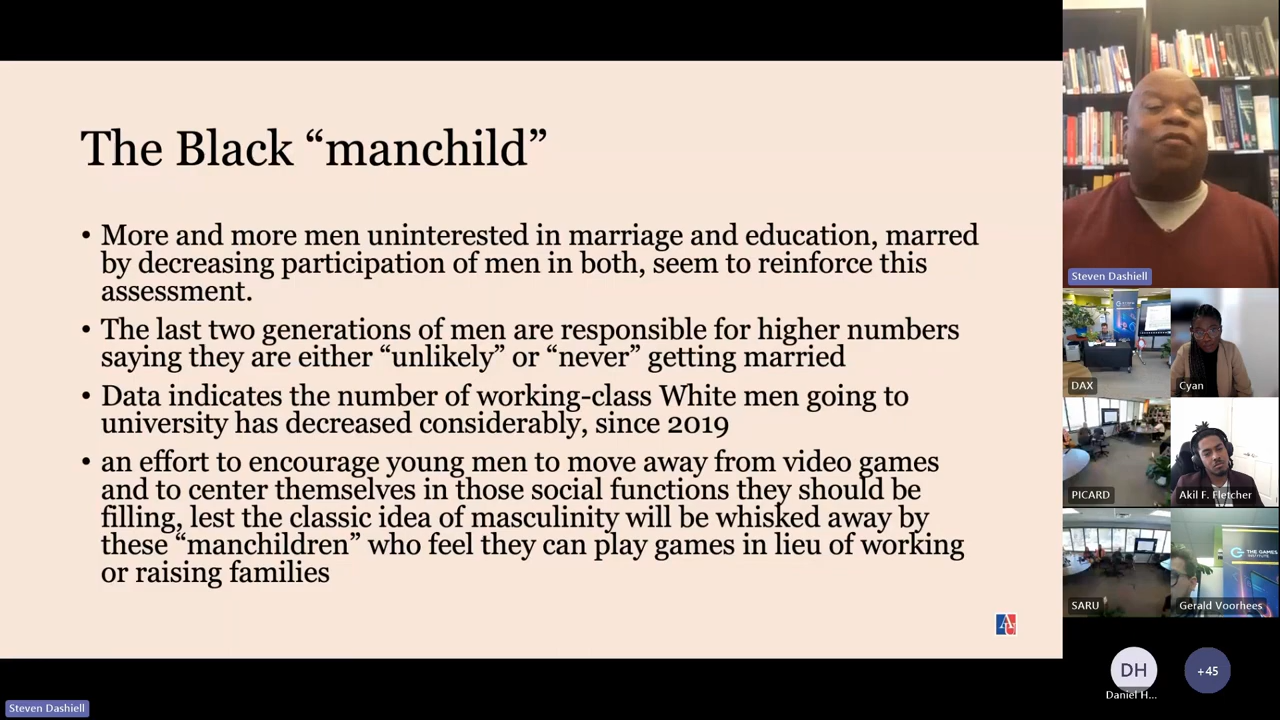 The Black “manchild”
• More and more men uninterested in marriage and education, marred
by decreasing participation of men in both, seem to reinforce this
assessment.
• The last two generations of men are responsible for higher numbers
saying they are either “unlikely” or “never” getting married
• Data indicates the number of working-class White men going to
university has decreased considerably, since 2019
• an effort to encourage young men to move away from video games
and to center themselves in those social functions they should be
filling, lest the classic idea of masculinity will be whisked away by
these “manchildren” who feel they can play games in lieu of working
or raising families
Steven Dashiell
Steven Dashiell
DAX
Cyan
PICARD
Akil F. Fletcher
SARU
THE GAMES
INSTITUTE
Gerald Voorhees
DH
Daniel H...
+45